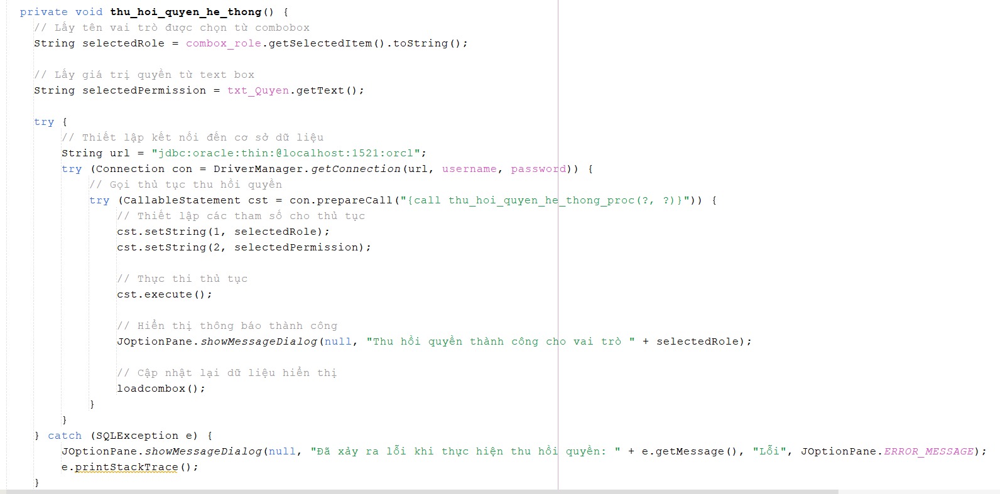 private void thu_hoi_quyen_he_thong() {
// Lấy tên vai trò được chọn từ combobox
String selectedRole = combox_role.getSelectedItem().toString();
// Lấy giá trị quyền từ text box
String selectedPermission = txt_Quyen.getText();
try {
// Thiết lập kết nối đến cơ sở dữ liệu
String url = "jdbc:oracle:thin:@localhost:1521:orcl";
try (Connection con = DriverManager.getConnection(url, username, password)) {
// Gọi thủ tục thu hồi quyền
try (CallableStatement cst = con.prepareCall("{call thu_hoi_quyen_he_thong_proc(?, ?)}")) {
// Thiết lập các tham số cho thủ tục
cst.setString(1, selectedRole);
cst.setString(2, selectedPermission);
// Thực thi thủ tục
cst.execute();
// Hiển thị thông báo thành công
JOptionPane.showMessageDialog(null, "Thu hồi quyền thành công cho vai trò " + selectedRole);
// Cập nhật lại dữ liệu hiển thị
loadcombox();
}
}
} catch (SQLException e) {
JOptionPane.showMessageDialog(null, "Đã xảy ra lỗi khi thực hiện thu hồi quyền: " + e.getMessage(), "Lỗi", JOptionPane.ERROR_MESSAGE);
e.printStackTrace();
}